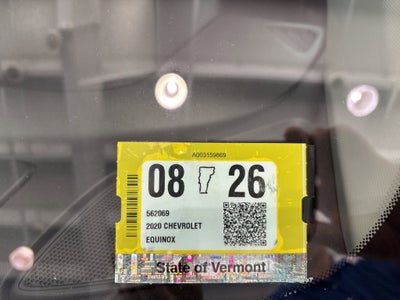 A003159869
08 26
562069
2020 CHEVROLET
EQUINOX
State of Vermont